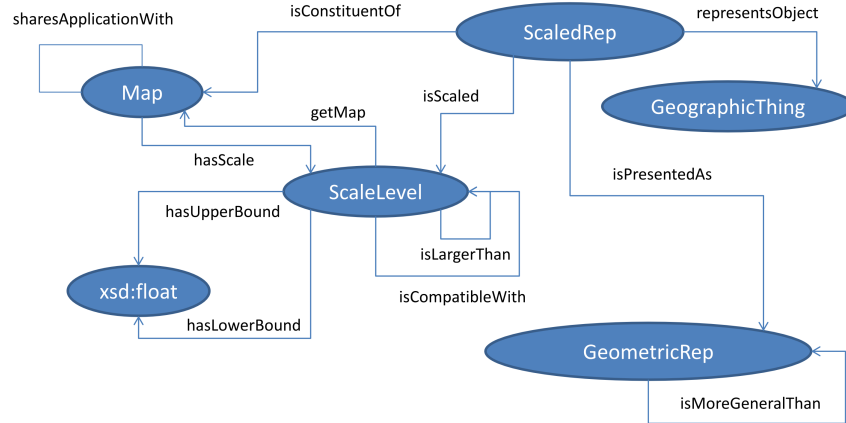 isConstituentOf
representsObject
sharesApplicationWith
ScaledRep
isScaled
Map
GeographicThing
getMap
hasScale
isPresentedAs
ScaleLevel
hasUpperBound
isLargerThan
xsd:float
isCompatibleWith
hasLowerBound
GeometricRep
isMoreGeneralThan